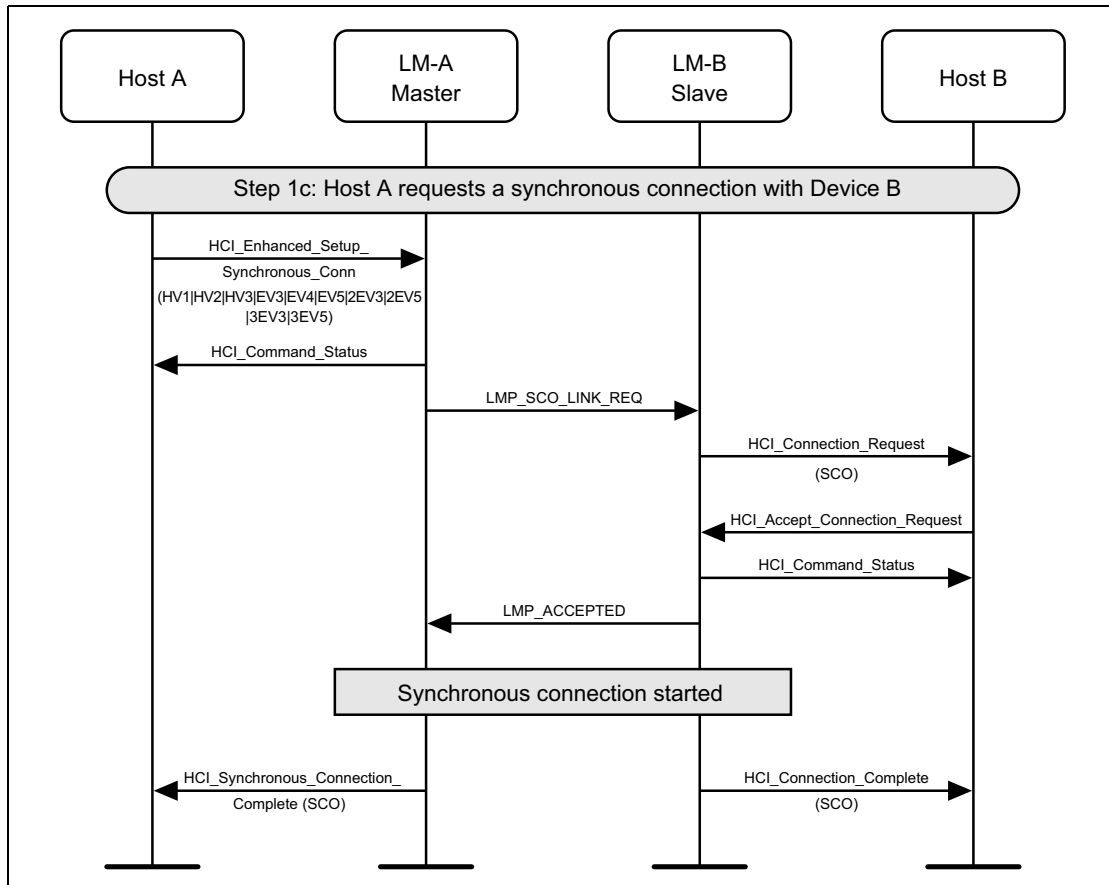 Host A
LM-A
Master
LM-B
Slave
Host B
Step 1c: Host A requests a synchronous connection with Device B
HCI_Enhanced_Setup_
Synchronous_Conn
(HV1|HV2|HV3|EV3|EV4|EV5|2EV3|2EV5
|3EV3|3EV5)
HCI_Command_Status
LMP_SCO_LINK_REQ
HCI_Connection_Request
(SCO)
HCI_Accept_Connection_Request
HCI_Command_Status
LMP_ACCEPTED
Synchronous connection started
HCI_Synchronous_Connection_
Complete (SCO)
HCI_Connection_Complete
(SCO)